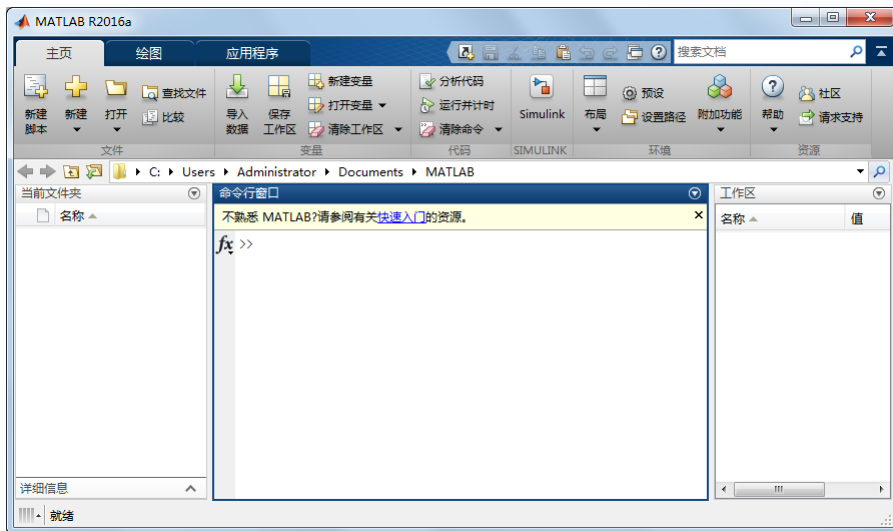 MATLAB R2016a
主页 绘图 应用程序 搜索文档
新建脚本 新建 打开 查找文件 比较 导入数据 保存工作区 新建变量 打开变量 清除工作区 分析代码 运行并计时 清除命令 Simulink 布局 预设 设置路径 附加功能 帮助 社区 请求支持
文件 变量 代码 SIMULINK 环境 资源
C: Users Administrator Documents MATLAB
当前文件夹 命令行窗口 工作区
名称 不熟悉 MATLAB?请参阅有关快速入门的资源。 名称 值
fx >>
详细信息
就绪